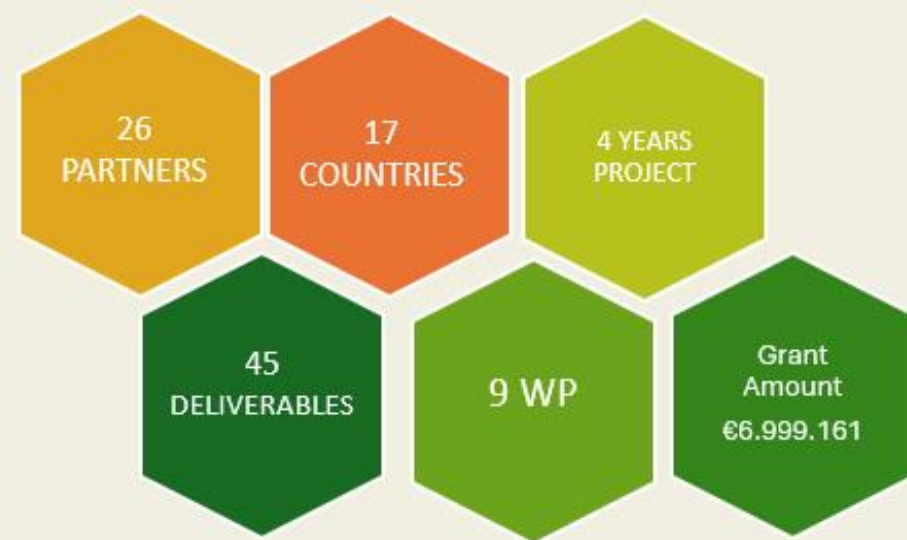 26
PARTNERS
17
COUNTRIES
4 YEARS
PROJECT
45
DELIVERABLES
9 WP
Grant
Amount
€6.999.161